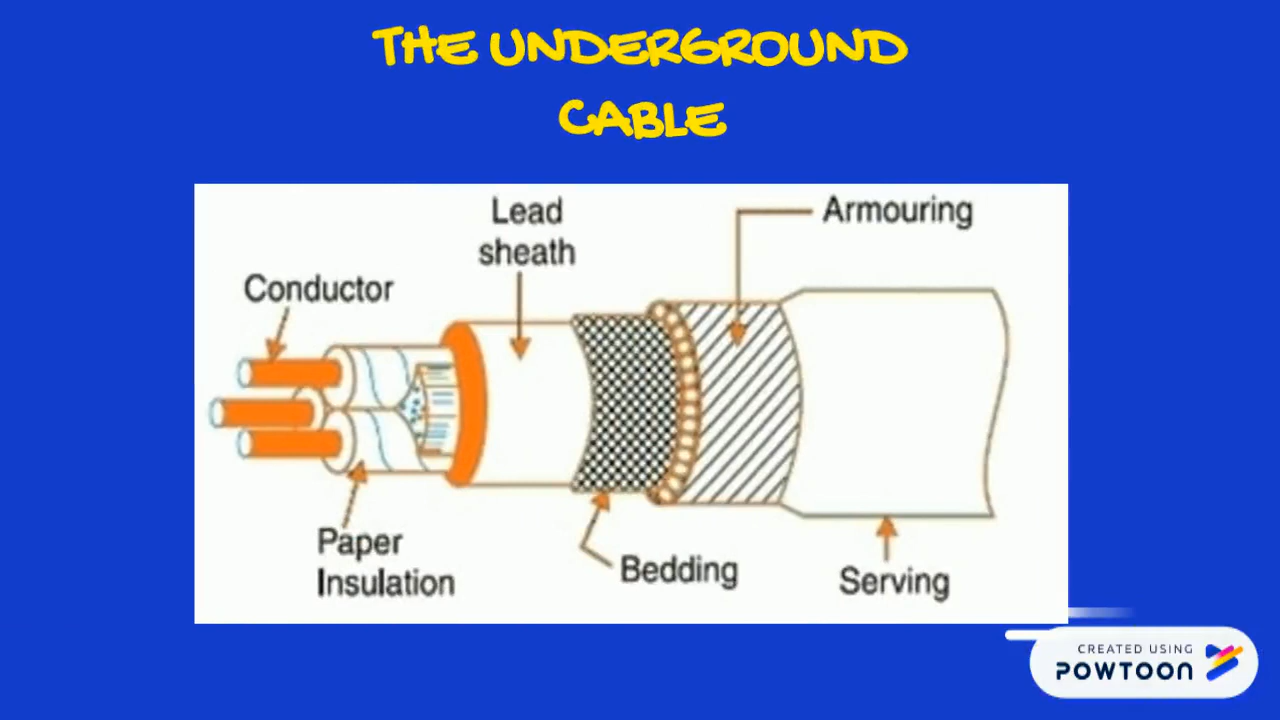 THE UNDERGROUND
CABLE
Lead
sheath
Armouring
Conductor
Paper
Insulation
Bedding
Serving
CREATED USING
POWTOON